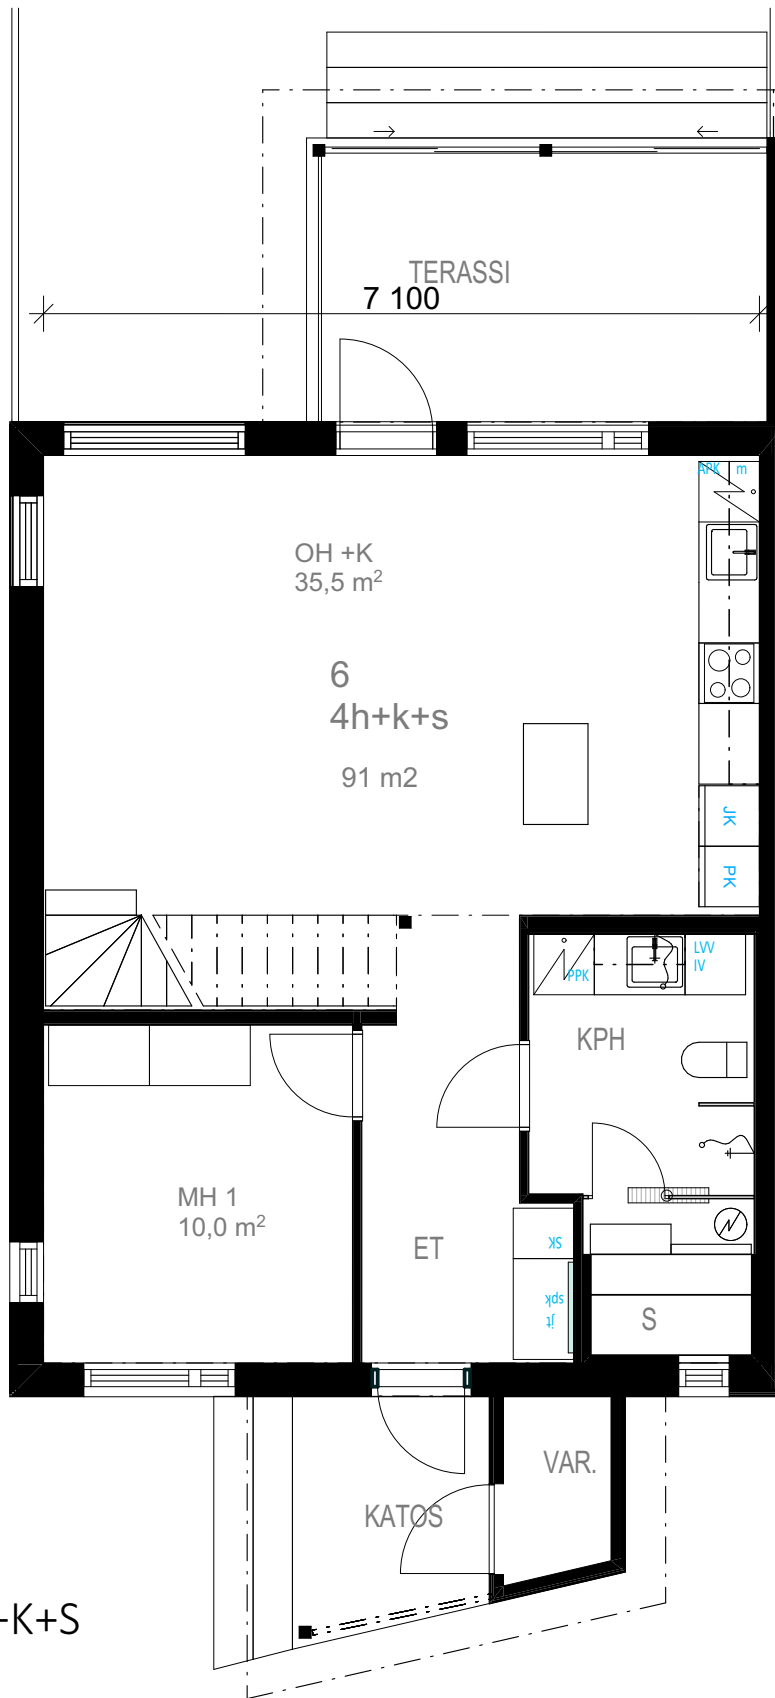 TERASSI
7 100
APK m
OH +K
35,5 m²
6
4h+k+s
91 m2
JK
PK
LVV
IV
PPK
KPH
MH 1
10,0 m²
ET
SK
jt
spk
S
VAR.
KATOS
-K+S